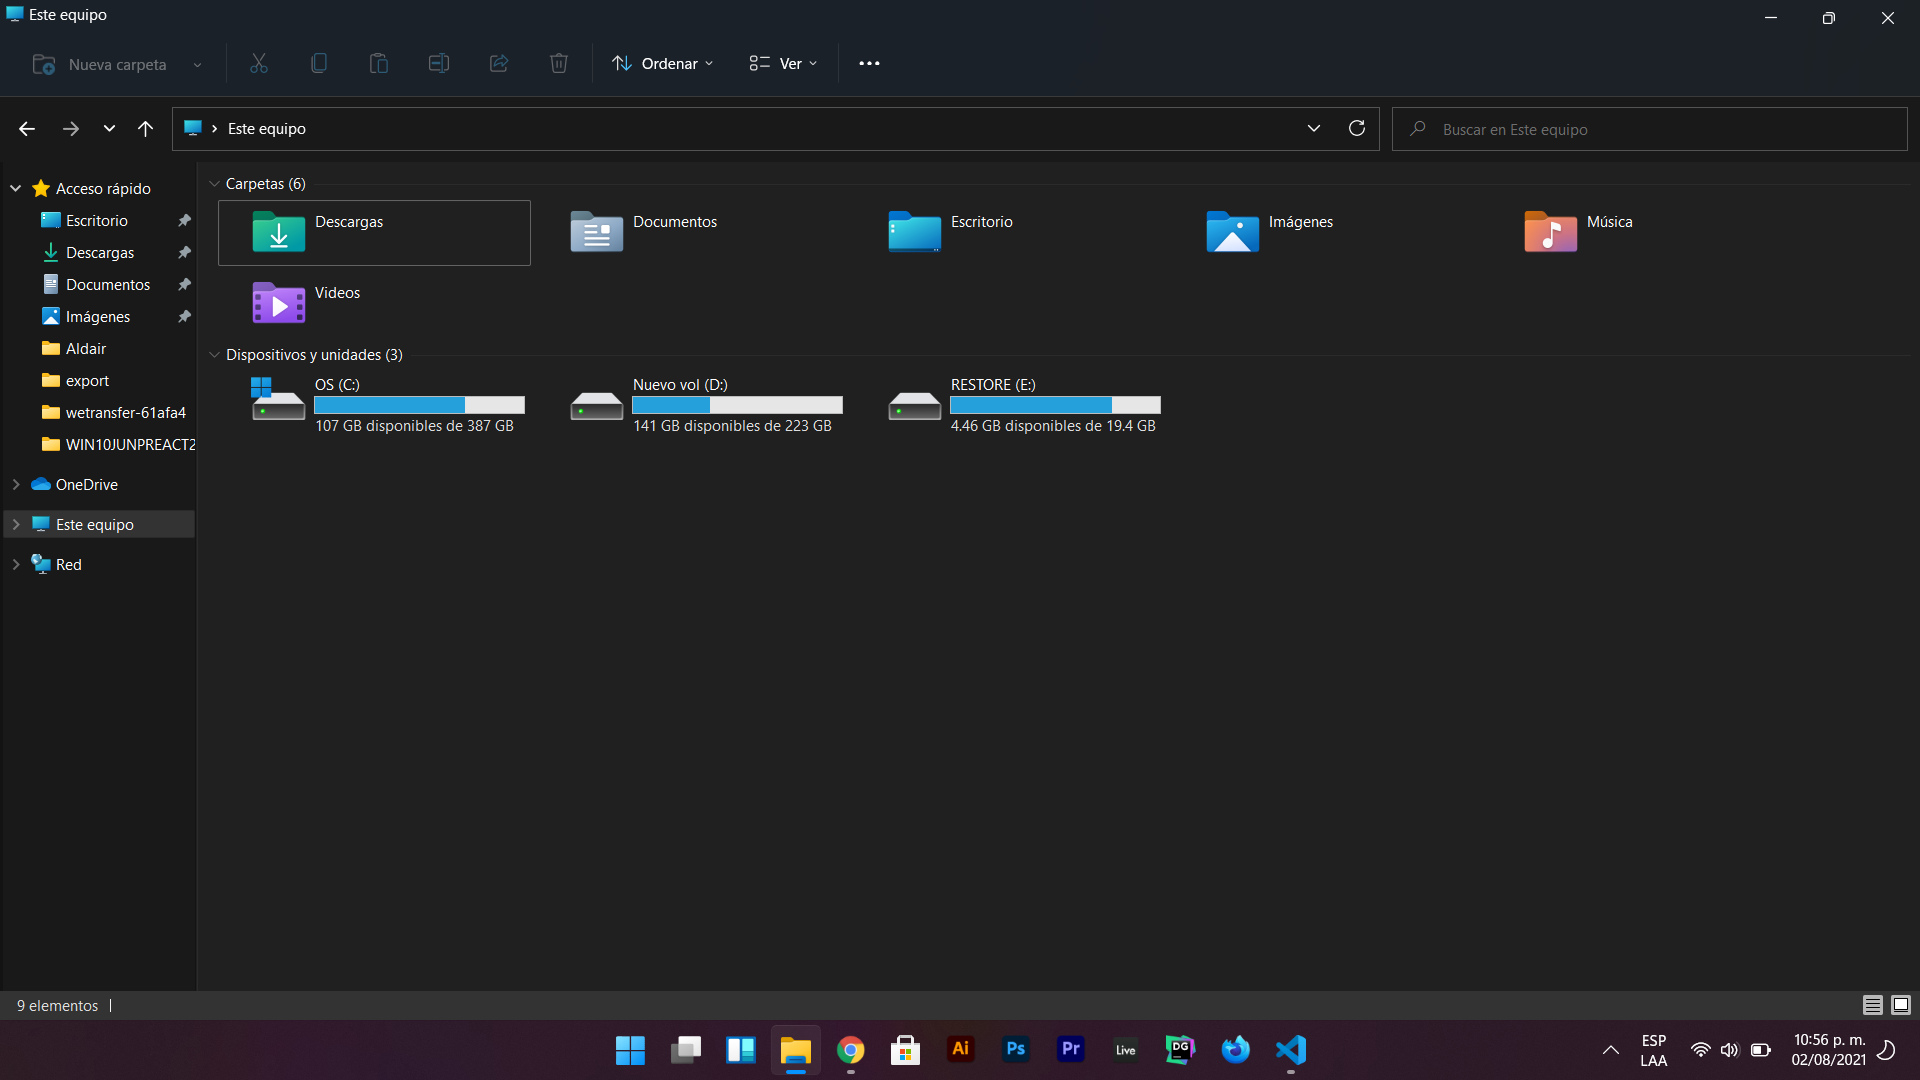 Este equipo
Nueva carpeta
Ordenar
Ver
Este equipo
Buscar en Este equipo
Acceso rápido
Escritorio
Descargas
Documentos
Imágenes
Aldair
export
wetransfer-61afa4
WIN10JUNPREACT2
OneDrive
Este equipo
Red
Carpetas (6)
Descargas
Documentos
Escritorio
Imágenes
Música
Videos
Dispositivos y unidades (3)
OS (C:)
107 GB disponibles de 387 GB
Nuevo vol (D:)
141 GB disponibles de 223 GB
RESTORE (E:)
4.46 GB disponibles de 19.4 GB
9 elementos
Ai
Ps
Pr
Live
DG
ESP
LAA
10:56 p. m.
02/08/2021